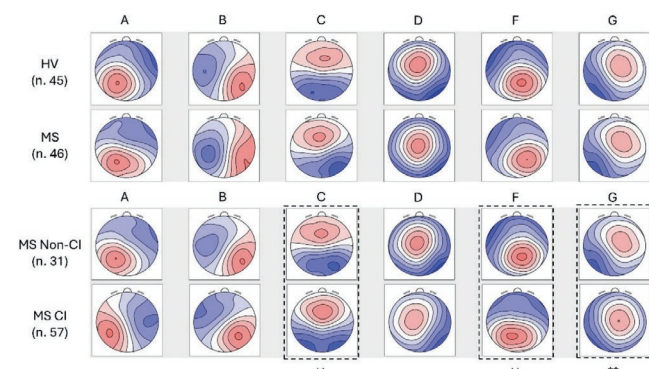 A B C D F G
HV
(n. 45)
MS
(n. 46)
A B C D F G
MS Non-CI
(n. 31)
MS CI
(n. 57)
**